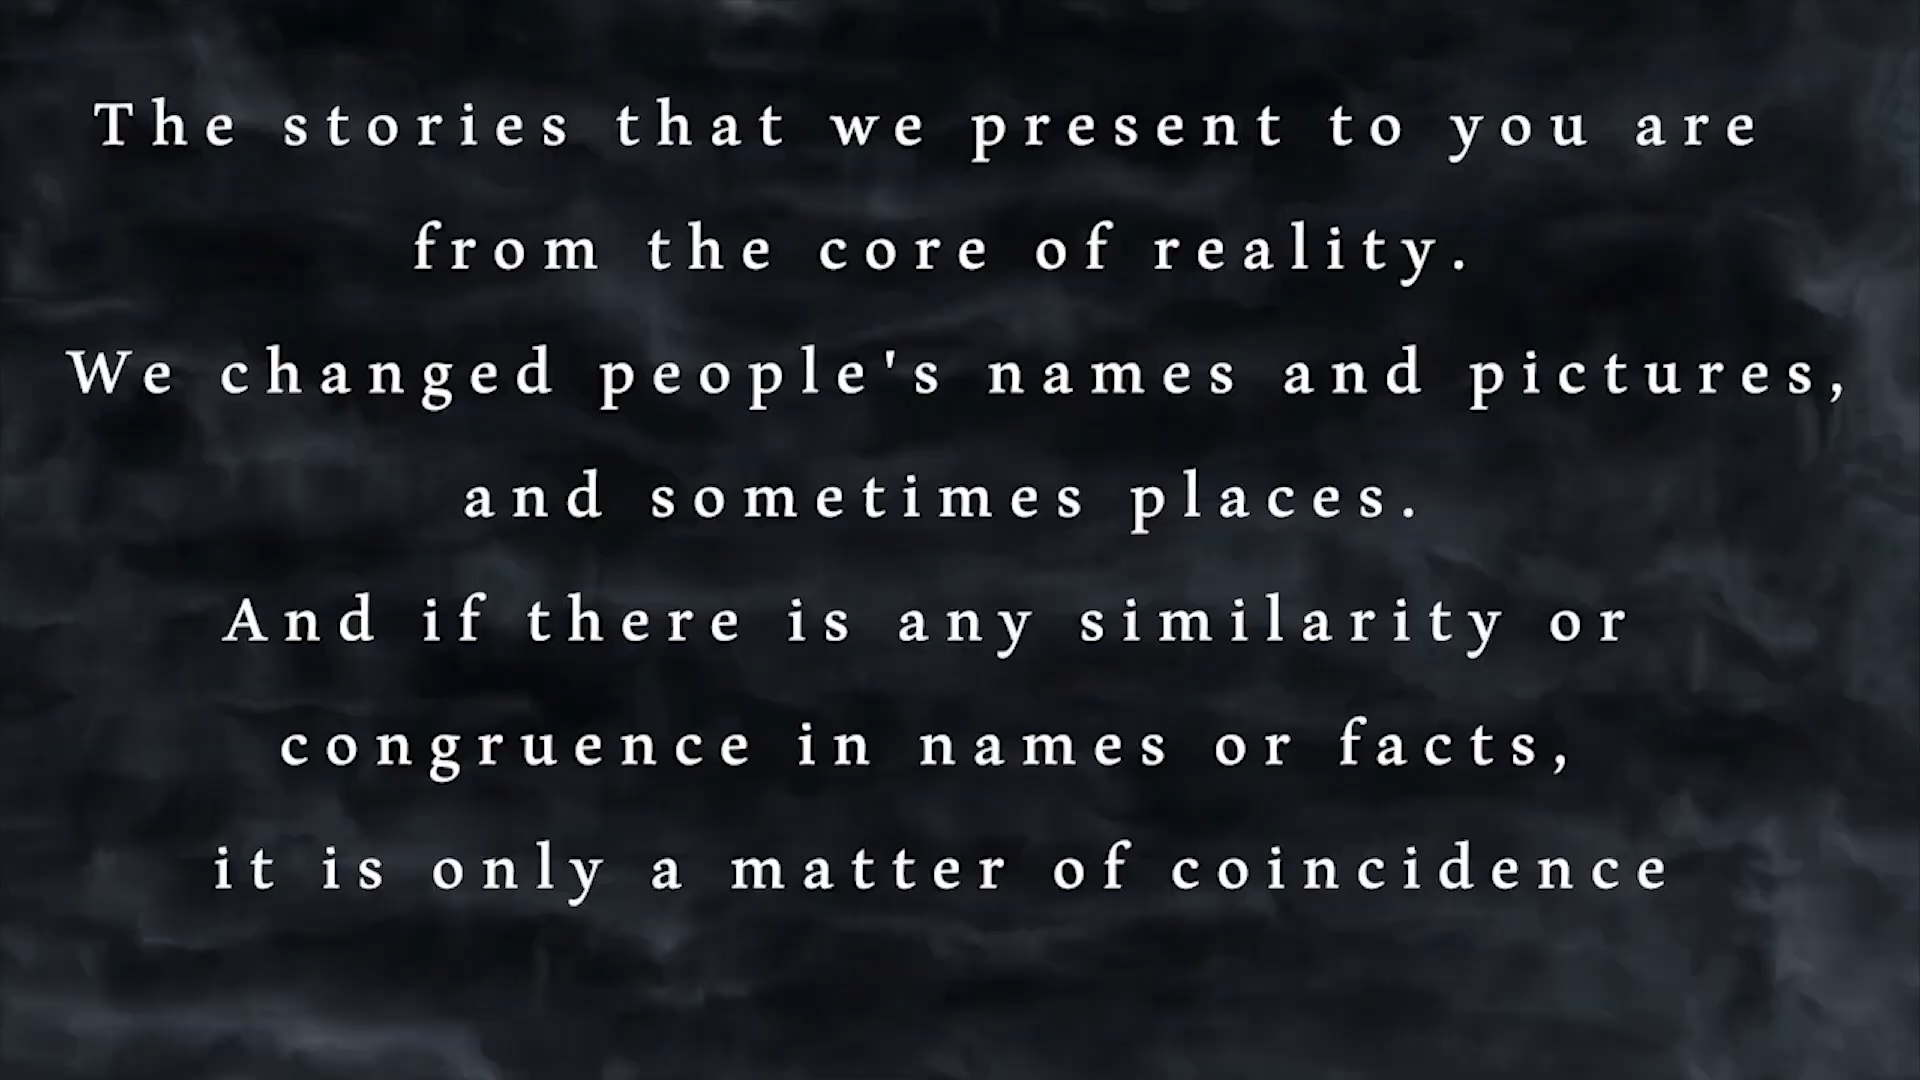 The stories that we present to you are
from the core of reality.
We changed people's names and pictures,
and sometimes places.
And if there is any similarity or
congruence in names or facts,
it is only a matter of coincidence